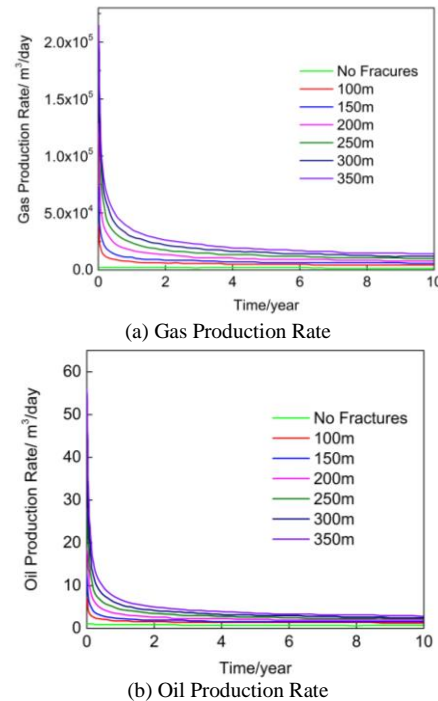 Gas Production Rate/ m³/day
2.0x10⁵
1.5x10⁵
1.0x10⁵
5.0x10⁴
0.0
No Fractures
100m
150m
200m
250m
300m
350m
0 2 4 6 8 10
Time/year
(a) Gas Production Rate
Oil Production Rate/ m³/day
60
50
40
30
20
10
0
No Fractures
100m
150m
200m
250m
300m
350m
0 2 4 6 8 10
Time/year
(b) Oil Production Rate